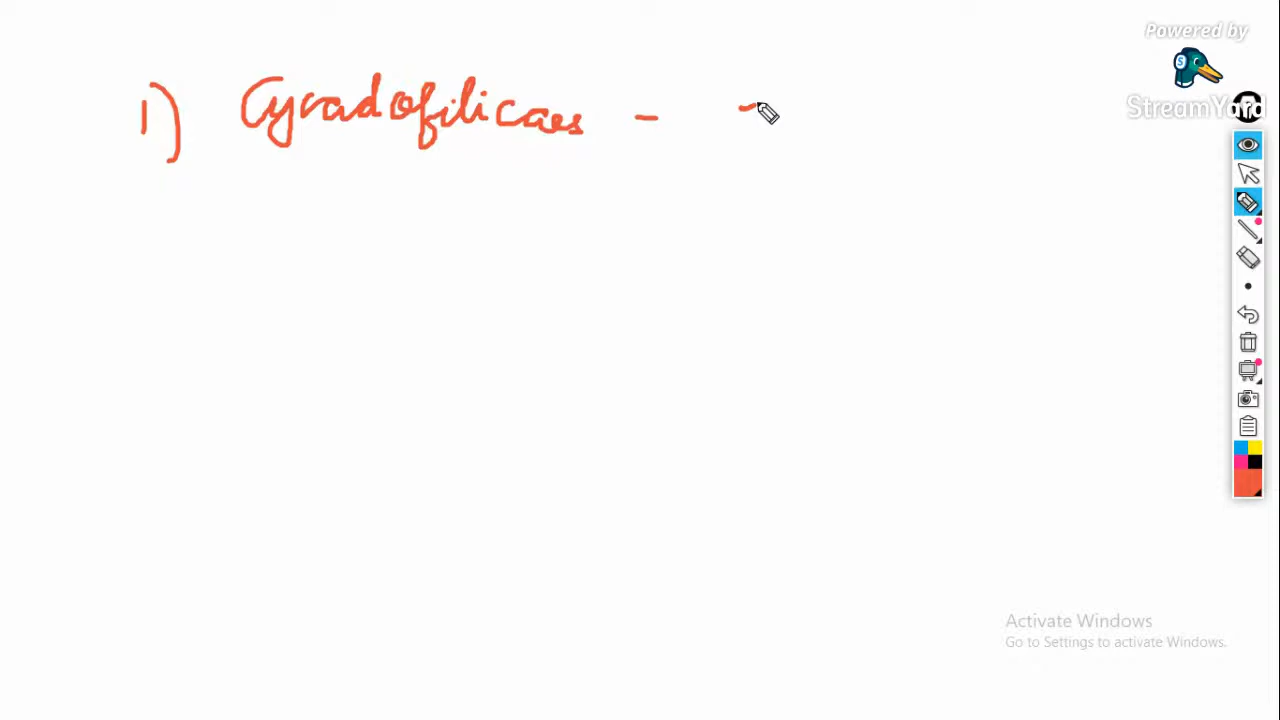 Powered by
StreamYard
1) Cycadofilicaes -
Activate Windows
Go to Settings to activate Windows.